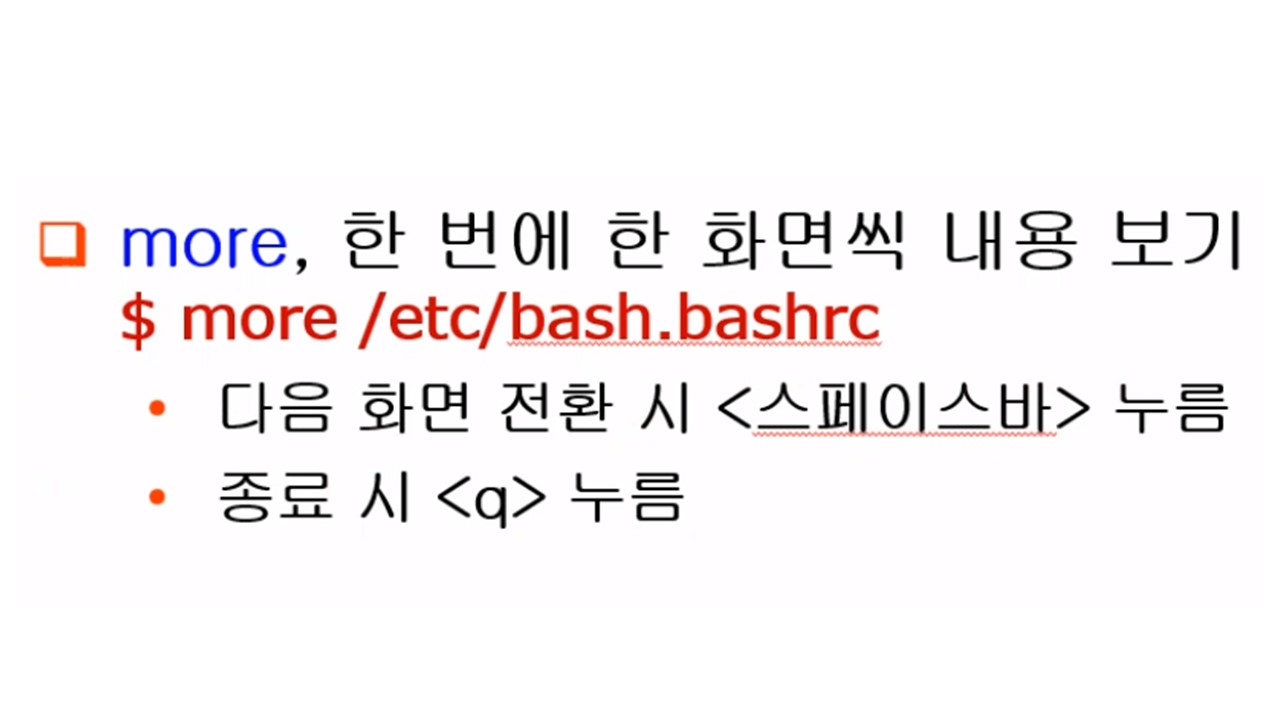 more, 한 번에 한 화면씩 내용 보기
$ more /etc/bash.bashrc
• 다음 화면 전환 시 <스페이스바> 누름
• 종료 시 <q> 누름